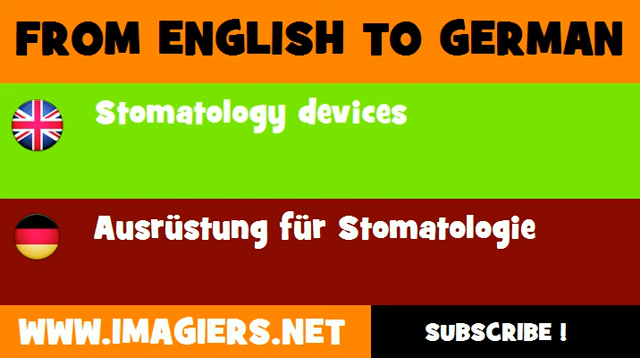 FROM ENGLISH TO GERMAN
Stomatology devices
Ausrüstung für Stomatologie
WWW.IMAGIERS.NET
SUBSCRIBE !